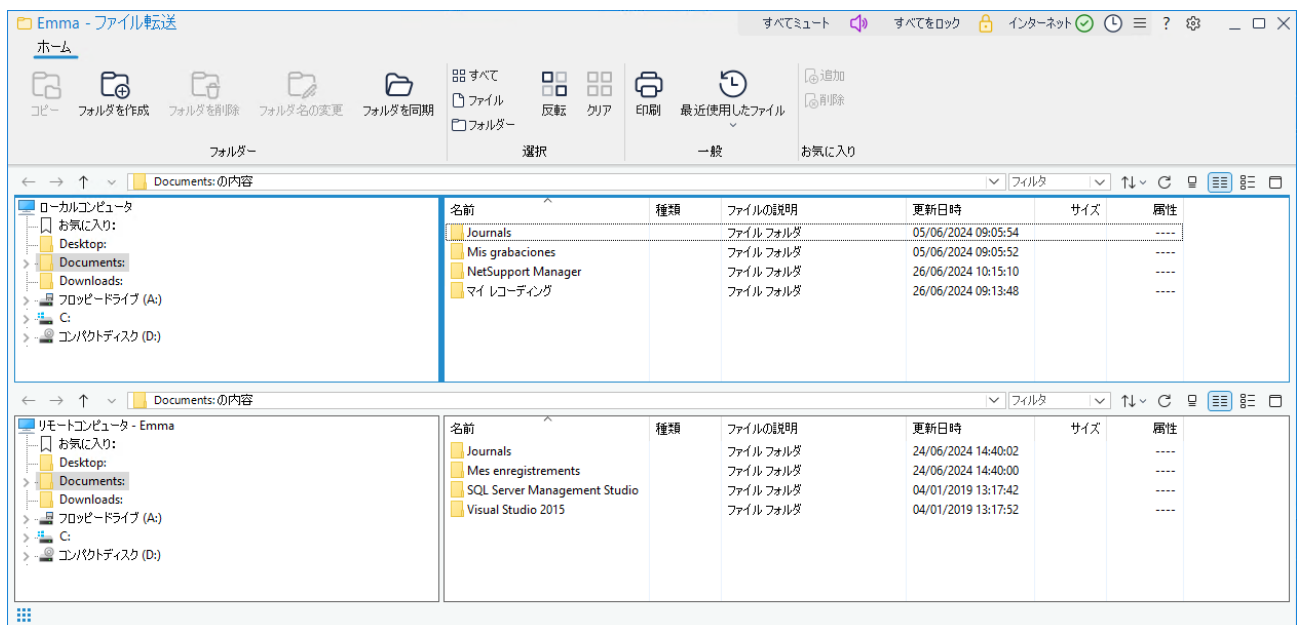 Emma - ファイル転送 すべてミュート すべてをロック インターネット ?
ホーム
コピー フォルダを作成 フォルダを削除 フォルダ名の変更 フォルダを同期
フォルダー
すべて
ファイル
フォルダー
反転 クリア
選択
印刷 最近使用したファイル
一般
追加
削除
お気に入り
Documents: の内容 フィルタ
ローカルコンピュータ
お気に入り:
Desktop:
Documents:
Downloads:
フロッピードライブ (A:)
C:
コンパクトディスク (D:)
名前 種類 ファイルの説明 更新日時 サイズ 属性
Journals ファイル フォルダ 05/06/2024 09:05:54 ----
Mis grabaciones ファイル フォルダ 05/06/2024 09:05:52 ----
NetSupport Manager ファイル フォルダ 26/06/2024 10:15:10 ----
マイ レコーディング ファイル フォルダ 26/06/2024 09:13:48 ----
Documents: の内容 フィルタ
リモートコンピュータ - Emma
お気に入り:
Desktop:
Documents:
Downloads:
フロッピードライブ (A:)
C:
コンパクトディスク (D:)
名前 種類 ファイルの説明 更新日時 サイズ 属性
Journals ファイル フォルダ 24/06/2024 14:40:02 ----
Mes enregistrements ファイル フォルダ 24/06/2024 14:40:00 ----
SQL Server Management Studio ファイル フォルダ 04/01/2019 13:17:42 ----
Visual Studio 2015 ファイル フォルダ 04/01/2019 13:17:52 ----